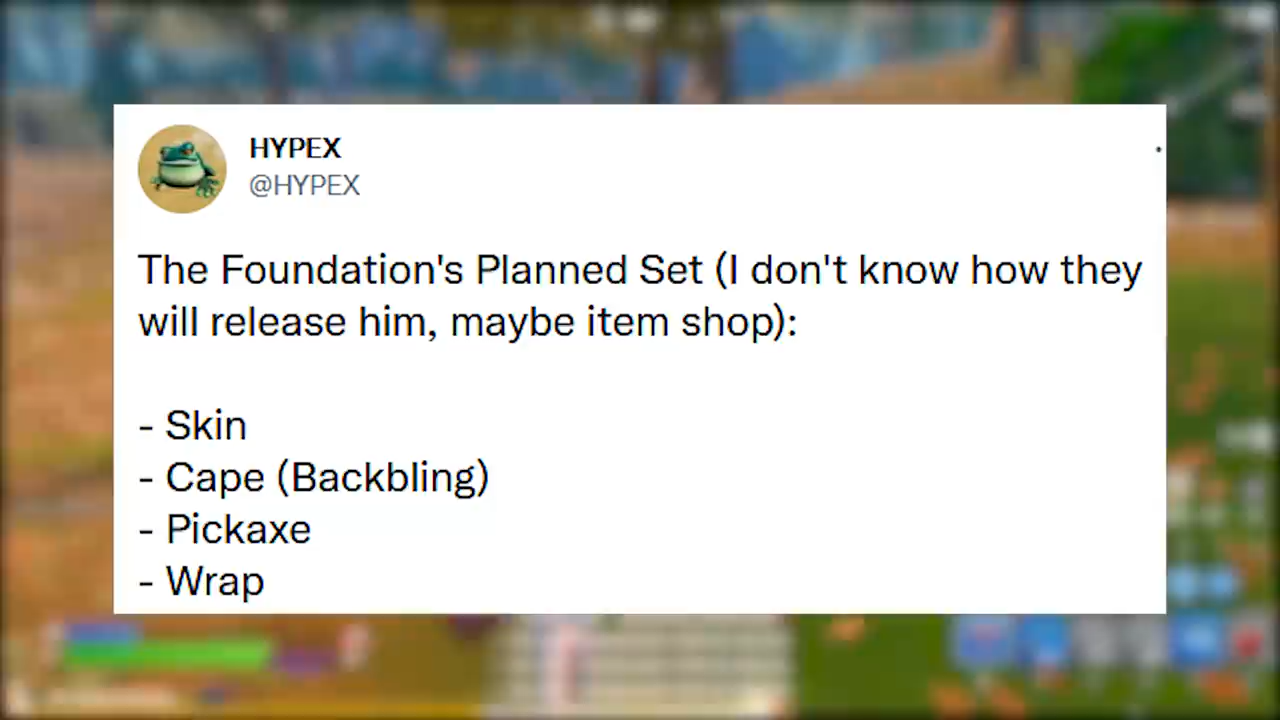 HYPEX
@HYPEX
The Foundation's Planned Set (I don't know how they
will release him, maybe item shop):
- Skin
- Cape (Backbling)
- Pickaxe
- Wrap